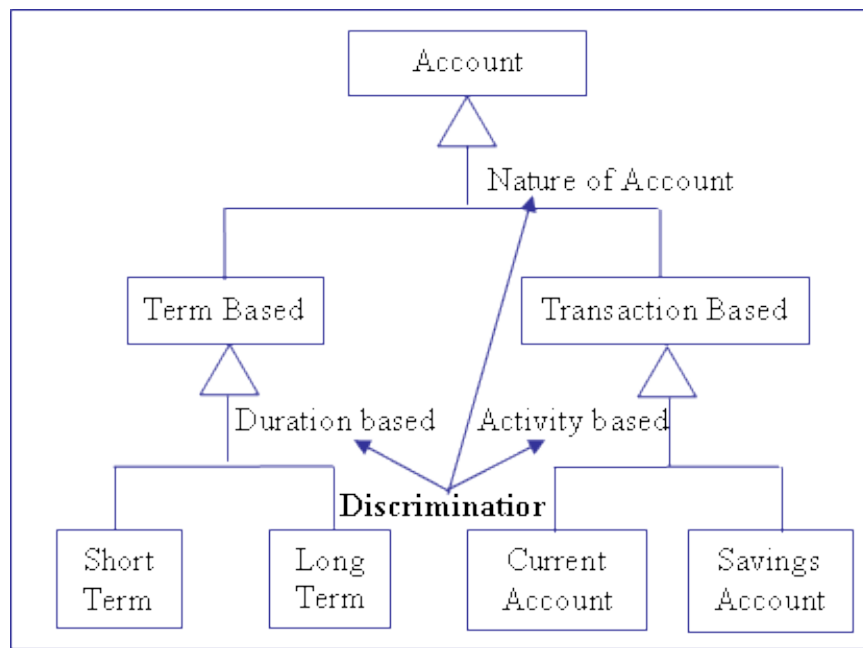 Account
Nature of Account
Term Based
Transaction Based
Duration based
Activity based
Discriminatior
Short
Term
Long
Term
Current
Account
Savings
Account